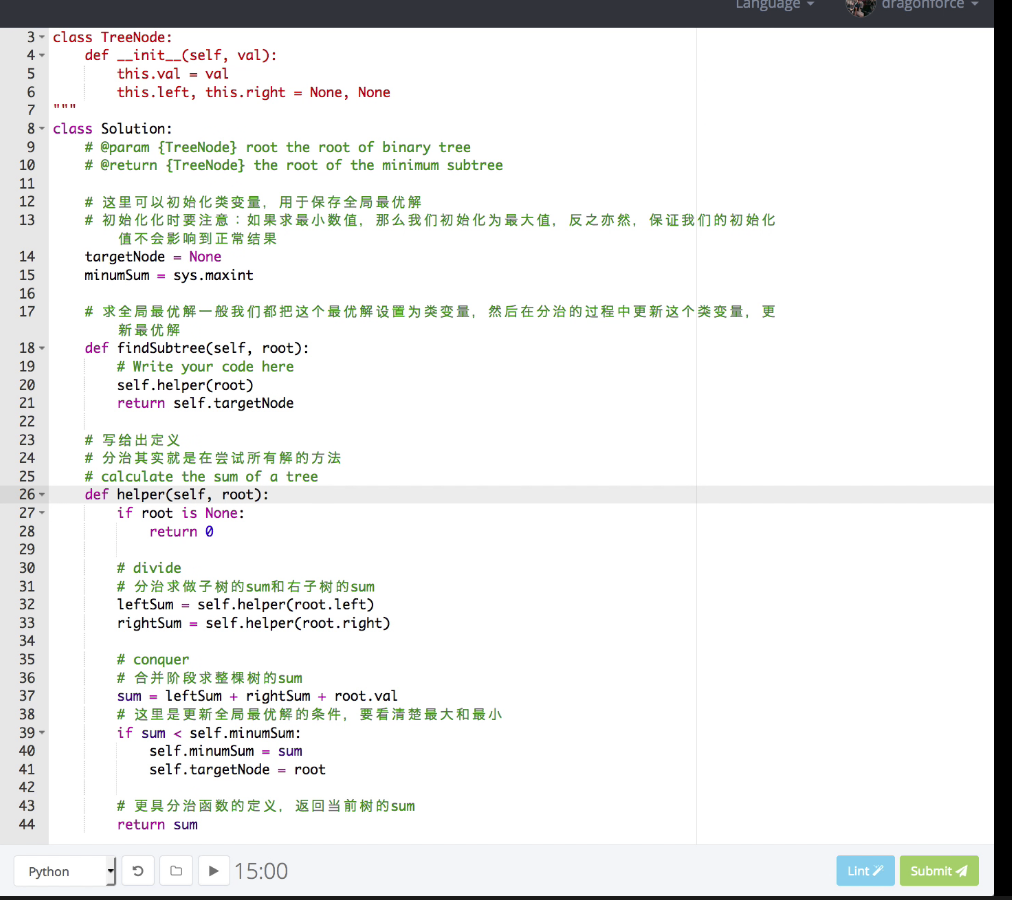 Language
dragonforce
3 class TreeNode:
4     def __init__(self, val):
5         this.val = val
6         this.left, this.right = None, None
7 """
8 class Solution:
9     # @param {TreeNode} root the root of binary tree
10     # @return {TreeNode} the root of the minimum subtree
11
12     # 这里可以初始化类变量，用于保存全局最优解
13     # 初始化化时要注意：如果求最小数值，那么我们初始化为最大值，反之亦然，保证我们的初始化
值不会影响到正常结果
14     targetNode = None
15     minumSum = sys.maxint
16
17     # 求全局最优解一般我们都把这个最优解设置为类变量，然后在分治的过程中更新这个类变量，更
新最优解
18     def findSubtree(self, root):
19         # Write your code here
20         self.helper(root)
21         return self.targetNode
22
23     # 写给出定义
24     # 分治其实就是在尝试所有解的方法
25     # calculate the sum of a tree
26     def helper(self, root):
27         if root is None:
28             return 0
29
30         # divide
31         # 分治求做子树的sum和右子树的sum
32         leftSum = self.helper(root.left)
33         rightSum = self.helper(root.right)
34
35         # conquer
36         # 合并阶段求整棵树的sum
37         sum = leftSum + rightSum + root.val
38         # 这里是更新全局最优解的条件，要看清楚最大和最小
39         if sum < self.minumSum:
40             self.minumSum = sum
41             self.targetNode = root
42
43         # 更具分治函数的定义，返回当前树的sum
44         return sum
Python
15:00
Lint
Submit